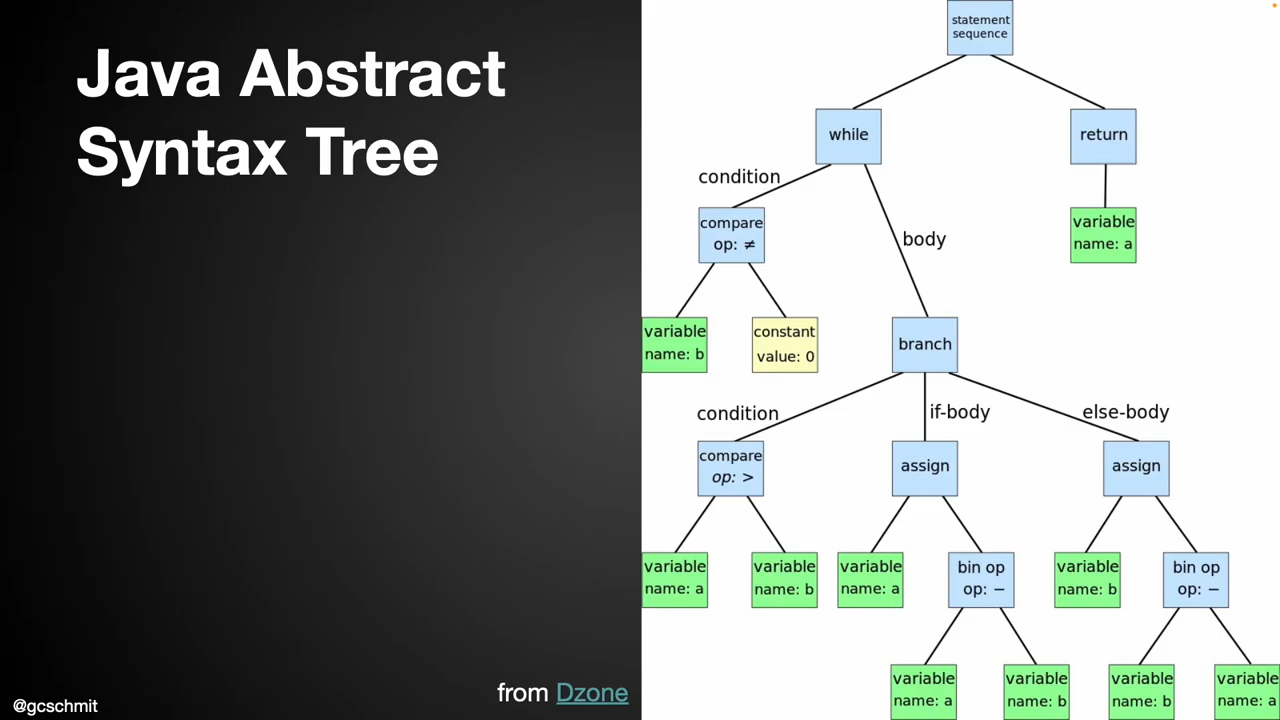 Java Abstract
Syntax Tree
statement
sequence
while
return
condition
compare
op: ≠
body
variable
name: a
variable
name: b
constant
value: 0
branch
condition
if-body
else-body
compare
op: >
assign
assign
variable
name: a
variable
name: b
variable
name: a
bin op
op: −
variable
name: b
bin op
op: −
variable
name: a
variable
name: b
variable
name: b
variable
name: a
from Dzone
@gcschmit